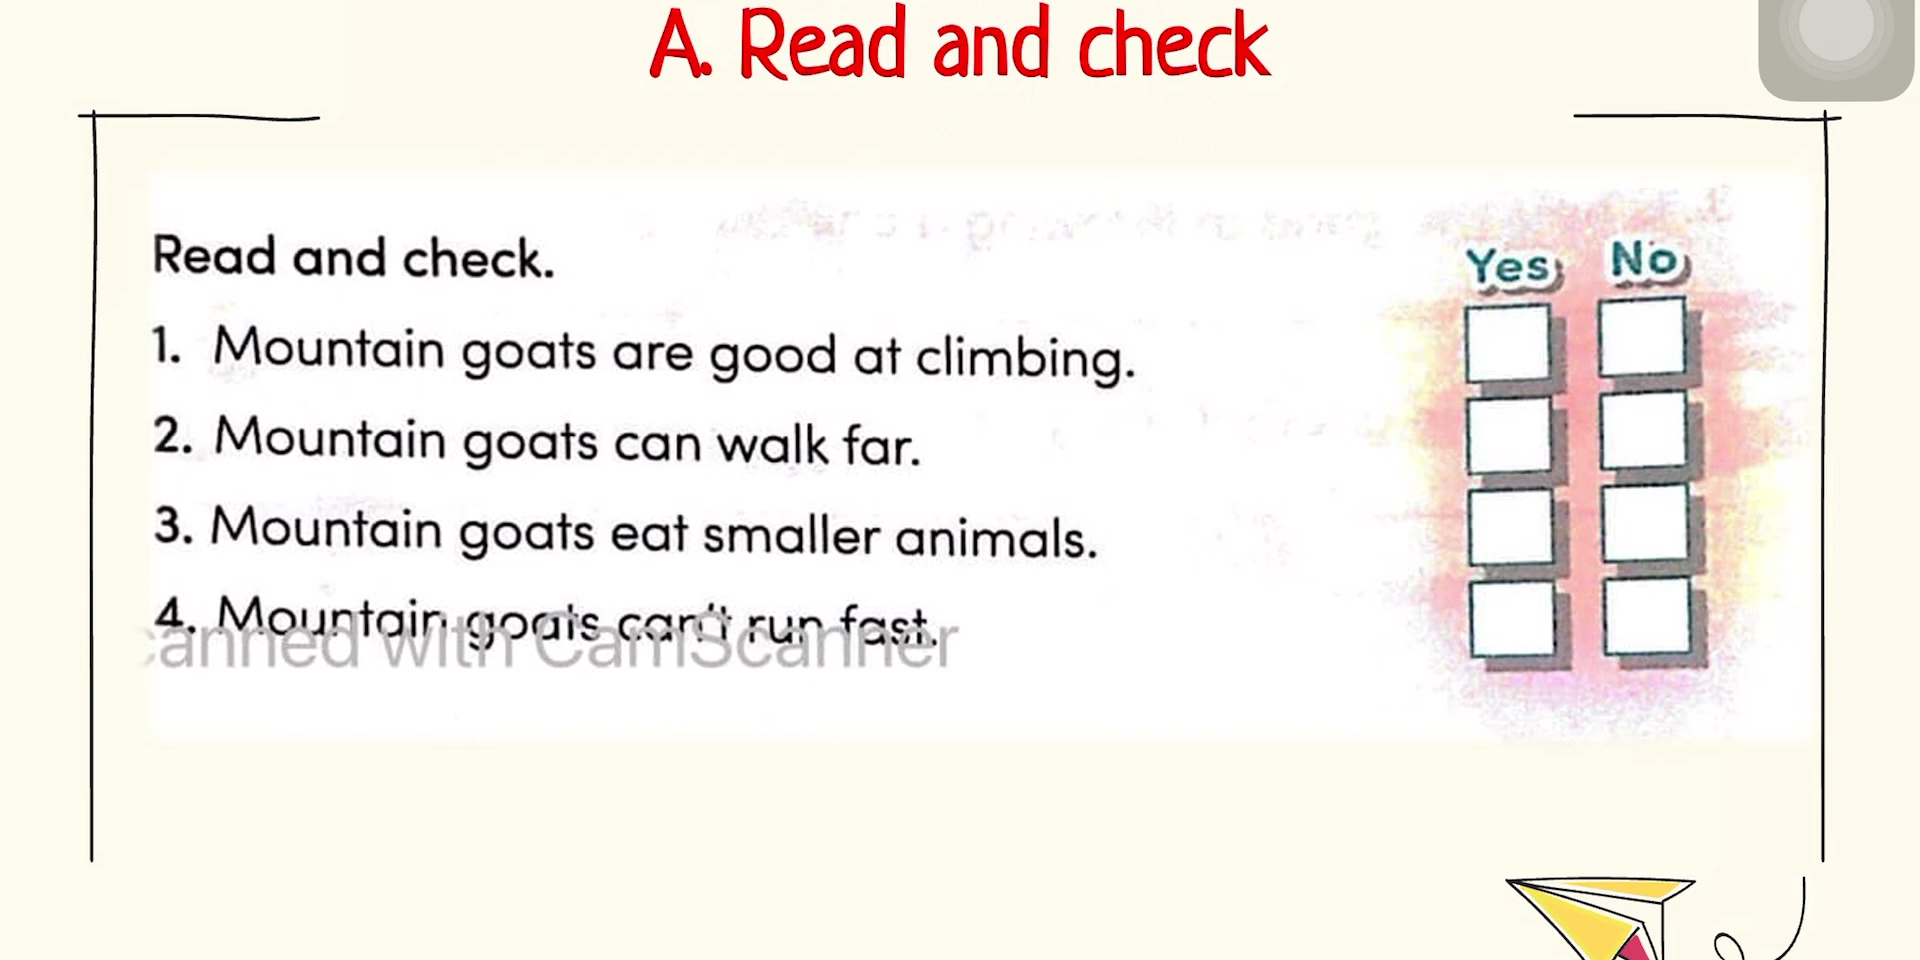 A. Read and check
Read and check.
Yes No
1. Mountain goats are good at climbing.
2. Mountain goats can walk far.
3. Mountain goats eat smaller animals.
4. Mountain goats can't run fast.
canned with CamScanner